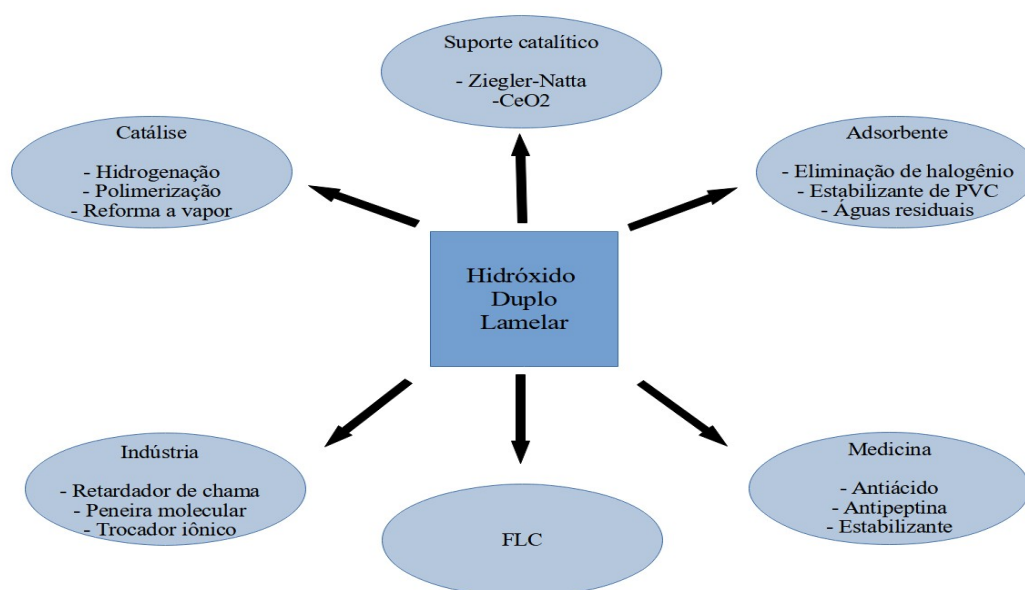 Suporte catalítico
- Ziegler-Natta
-CeO2
Catálise
- Hidrogenação
- Polimerização
- Reforma a vapor
Adsorbente
- Eliminação de halogênio
- Estabilizante de PVC
- Águas residuais
Hidróxido
Duplo
Lamelar
Indústria
- Retardador de chama
- Peneira molecular
- Trocador iônico
FLC
Medicina
- Antiácido
- Antipeptina
- Estabilizante